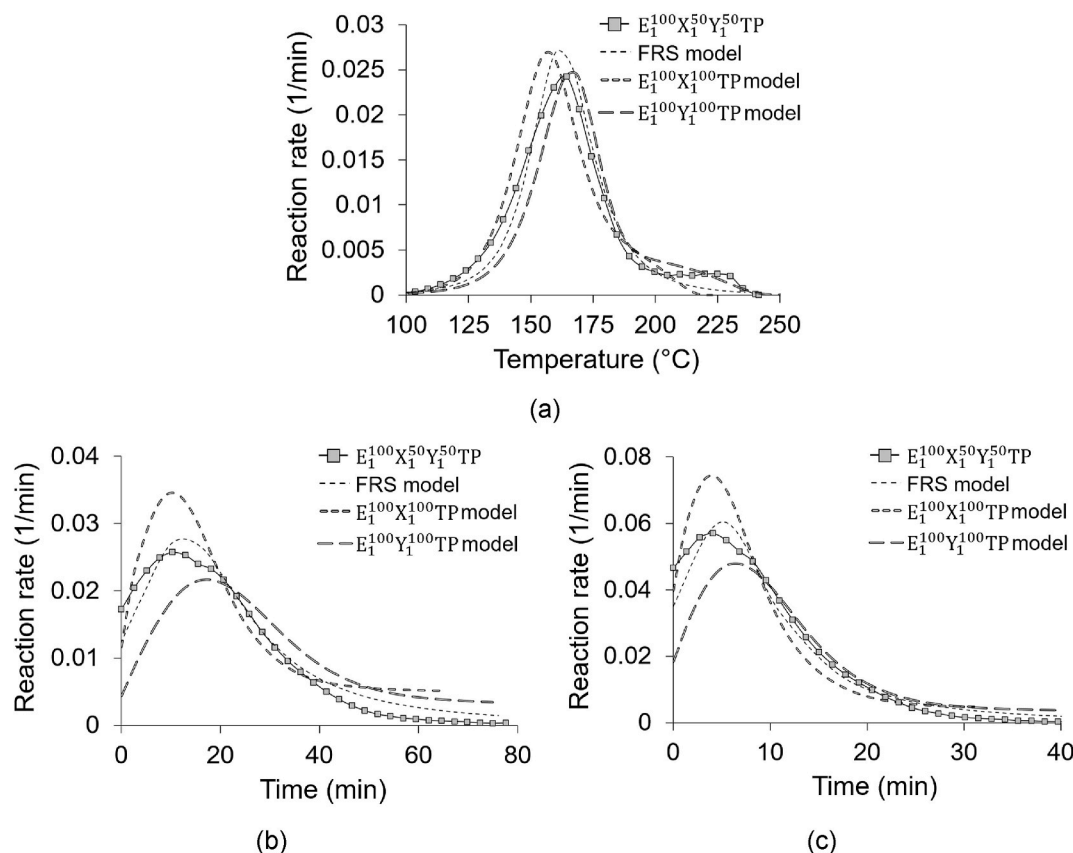 Reaction rate (1/min)
0.03
0.025
0.02
0.015
0.01
0.005
0
100 125 150 175 200 225 250
Temperature (°C)
E₁¹⁰⁰X₁⁵⁰Y₁⁵⁰TP
FRS model
E₁¹⁰⁰X₁¹⁰⁰TP model
E₁¹⁰⁰Y₁¹⁰⁰TP model
(a)
Reaction rate (1/min)
0.04
0.03
0.02
0.01
0
0 20 40 60 80
Time (min)
E₁¹⁰⁰X₁⁵⁰Y₁⁵⁰TP
FRS model
E₁¹⁰⁰X₁¹⁰⁰TP model
E₁¹⁰⁰Y₁¹⁰⁰TP model
(b)
Reaction rate (1/min)
0.08
0.06
0.04
0.02
0
0 10 20 30 40
Time (min)
E₁¹⁰⁰X₁⁵⁰Y₁⁵⁰TP
FRS model
E₁¹⁰⁰X₁¹⁰⁰TP model
E₁¹⁰⁰Y₁¹⁰⁰TP model
(c)